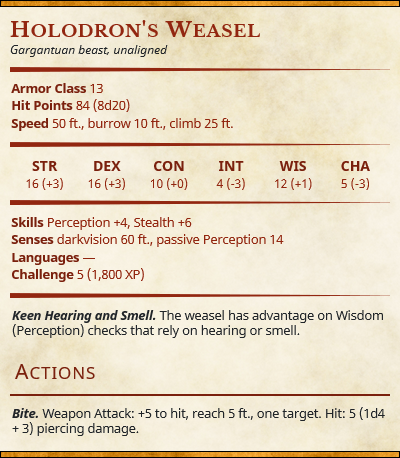 Holodron's Weasel
Gargantuan beast, unaligned
Armor Class 13
Hit Points 84 (8d20)
Speed 50 ft., burrow 10 ft., climb 25 ft.
STR DEX CON INT WIS CHA
16 (+3) 16 (+3) 10 (+0) 4 (-3) 12 (+1) 5 (-3)
Skills Perception +4, Stealth +6
Senses darkvision 60 ft., passive Perception 14
Languages —
Challenge 5 (1,800 XP)
Keen Hearing and Smell. The weasel has advantage on Wisdom
(Perception) checks that rely on hearing or smell.
Actions
Bite. Weapon Attack: +5 to hit, reach 5 ft., one target. Hit: 5 (1d4
+ 3) piercing damage.